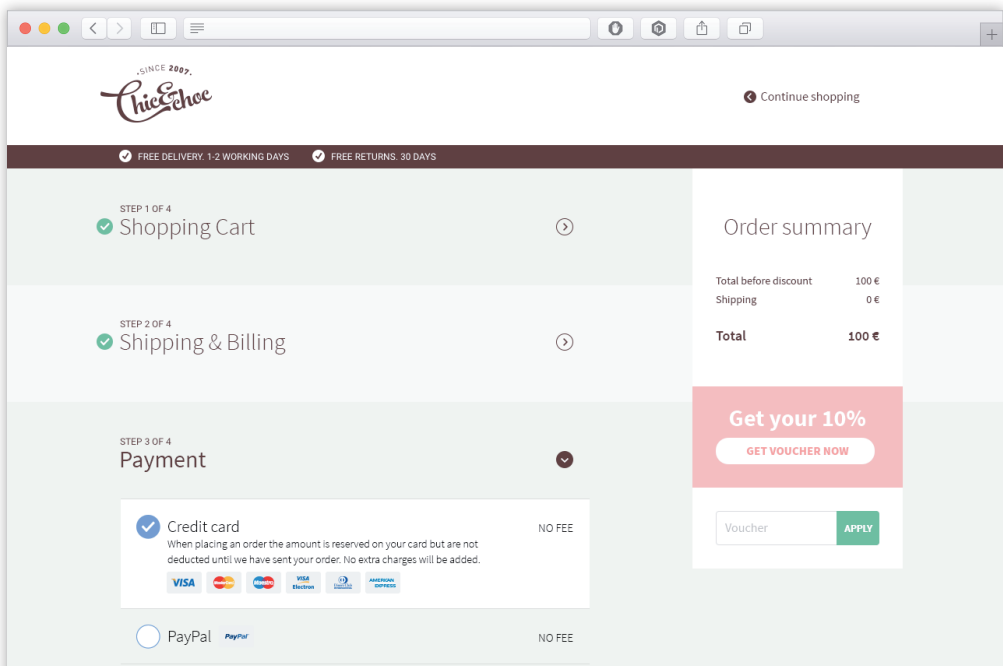 ·SINCE 2007·
Chic&choc
Continue shopping
FREE DELIVERY. 1-2 WORKING DAYS
FREE RETURNS. 30 DAYS
STEP 1 OF 4
Shopping Cart
STEP 2 OF 4
Shipping & Billing
STEP 3 OF 4
Payment
Credit card
NO FEE
When placing an order the amount is reserved on your card but are not
deducted until we have sent your order. No extra charges will be added.
VISA
MasterCard
Maestro
VISA
Electron
AMERICAN
EXPRESS
PayPal
PayPal
NO FEE
Order summary
Total before discount 100 €
Shipping 0 €
Total 100 €
Get your 10%
GET VOUCHER NOW
Voucher
APPLY